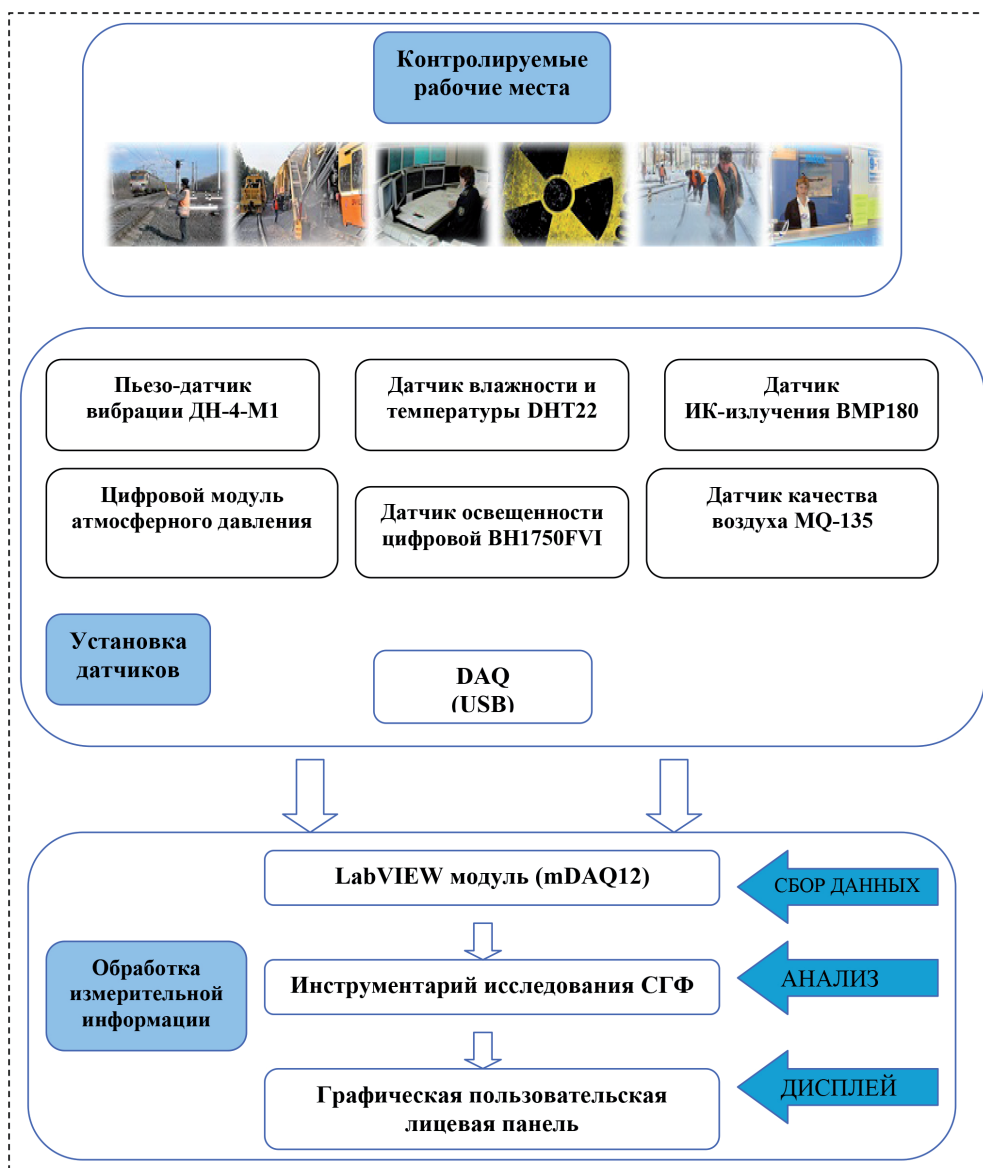 Контролируемые
рабочие места
Пьезо-датчик
вибрации ДН-4-М1
Датчик влажности и
температуры DHT22
Датчик
ИК-излучения BMP180
Цифровой модуль
атмосферного давления
Датчик освещенности
цифровой BH1750FVI
Датчик качества
воздуха MQ-135
Установка
датчиков
DAQ
(USB)
LabVIEW модуль (mDAQ12)
СБОР ДАННЫХ
Обработка
измерительной
информации
Инструментарий исследования СГФ
АНАЛИЗ
Графическая пользовательская
лицевая панель
ДИСПЛЕЙ